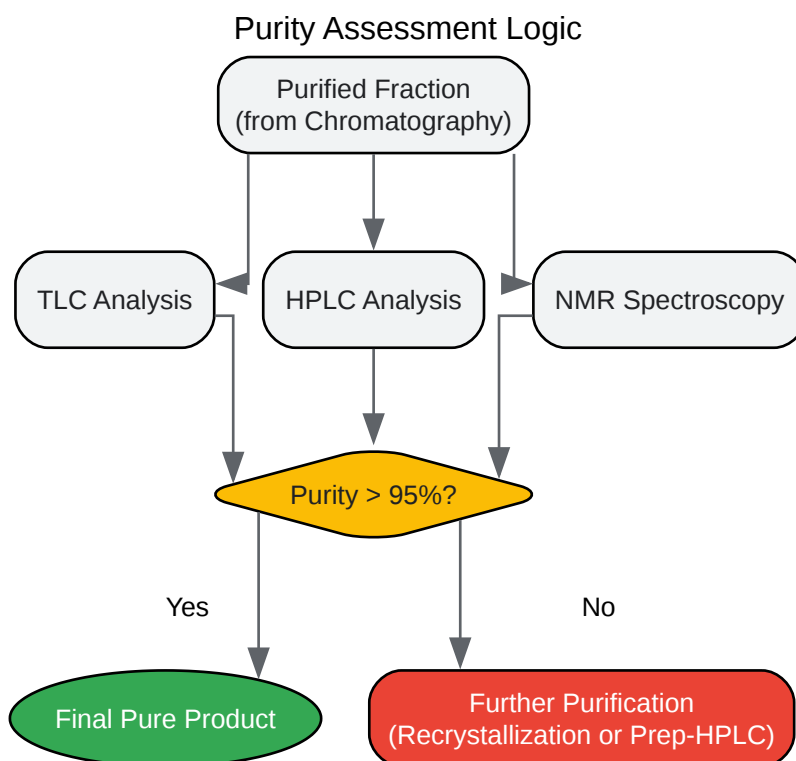 Purity Assessment Logic
Purified Fraction
(from Chromatography)
TLC Analysis
HPLC Analysis
NMR Spectroscopy
Purity > 95%?
Yes
No
Final Pure Product
Further Purification
(Recrystallization or Prep-HPLC)